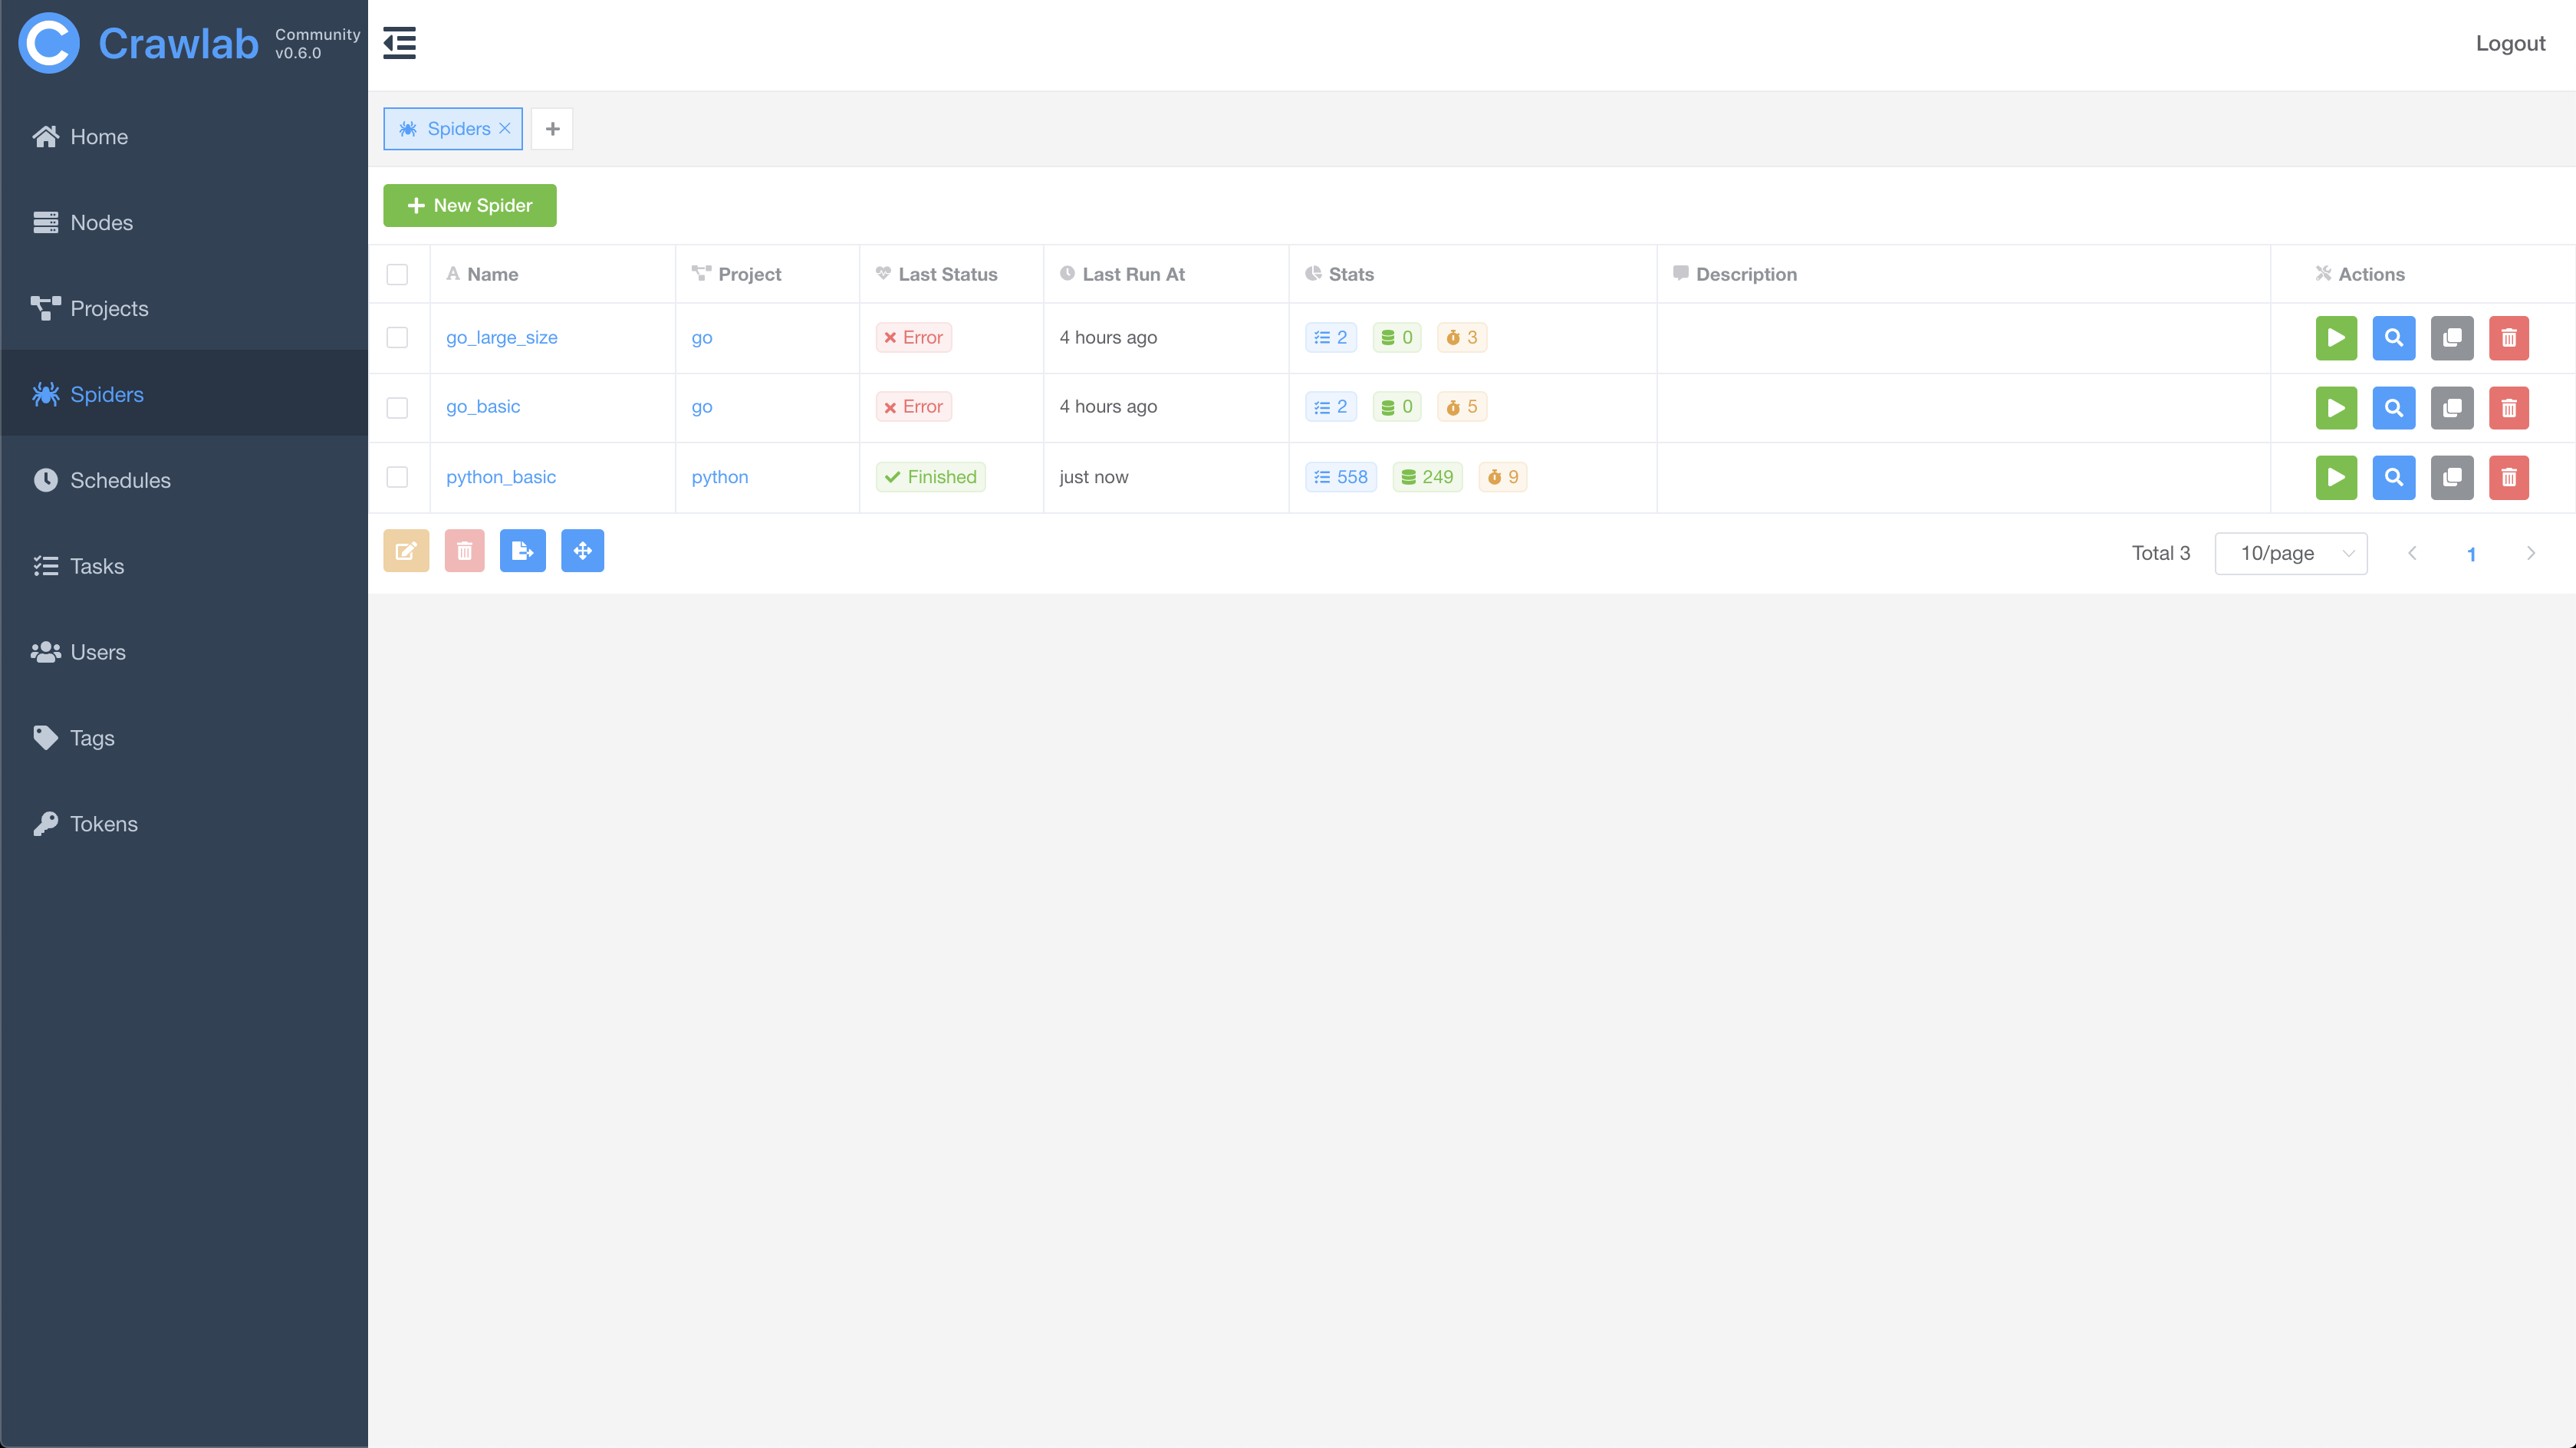 Crawlab
Community
v0.6.0
Logout
Home
Nodes
Projects
Spiders
Schedules
Tasks
Users
Tags
Tokens
Spiders
New Spider
Name Project Last Status Last Run At Stats Description Actions
go_large_size go Error 4 hours ago 2 0 3
go_basic go Error 4 hours ago 2 0 5
python_basic python Finished just now 558 249 9
Total 3 10/page 1